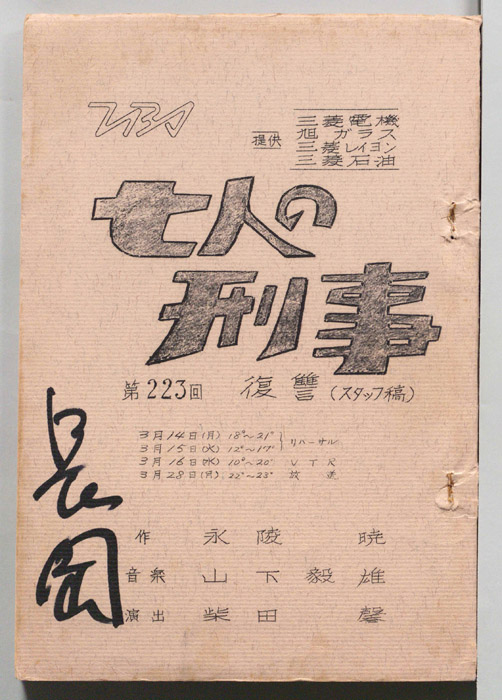 提供
三菱電機
旭ガラス
三菱レイヨン
三菱石油
七人の
刑事
第223回 復讐（スタッフ稿）
3月14日（月）18°～21°
3月15日（火）12°～17° } リハーサル
3月16日（水）10°～20° VTR
3月28日（月）22°～23° 放送
作 永陵 暁
音楽 山下毅雄
演出 柴田 馨
長岡